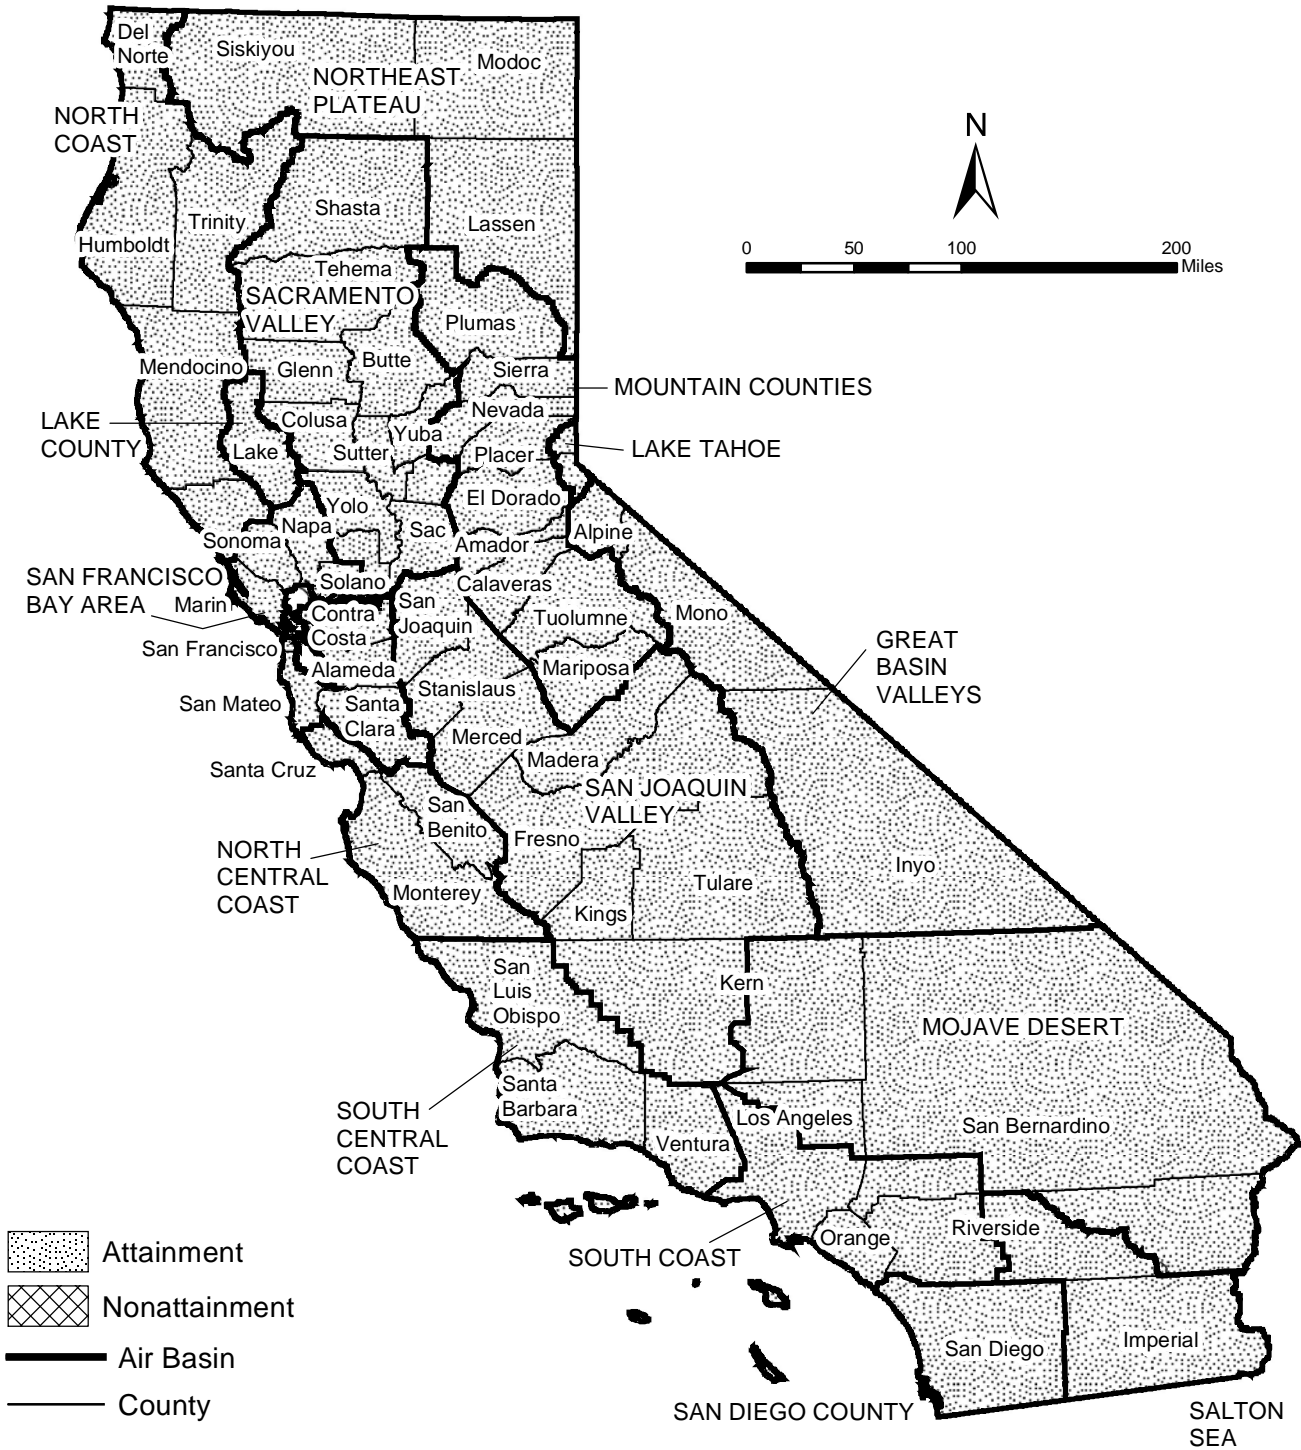 Del
Norte
Siskiyou
Modoc
NORTHEAST
PLATEAU
NORTH
COAST
N
Shasta
Trinity
Lassen
Humboldt
0 50 100 200
Miles
Tehema
SACRAMENTO
VALLEY
Plumas
Mendocino
Glenn
Butte
Sierra
MOUNTAIN COUNTIES
Nevada
LAKE
COUNTY
Colusa
Yuba
Lake
Sutter
Placer
LAKE TAHOE
El Dorado
Yolo
Napa
Sac
Alpine
Sonoma
Amador
SAN FRANCISCO
BAY AREA
Solano
Calaveras
Marin
Contra
Costa
San
Joaquin
Tuolumne
Mono
San Francisco
GREAT
BASIN
VALLEYS
Alameda
Mariposa
Stanislaus
San Mateo
Santa
Clara
Merced
Santa Cruz
Madera
SAN JOAQUIN
VALLEY
San
Benito
Fresno
NORTH
CENTRAL
COAST
Inyo
Monterey
Tulare
Kings
San
Luis
Obispo
Kern
MOJAVE DESERT
Santa
Barbara
SOUTH
CENTRAL
COAST
Los Angeles
San Bernardino
Ventura
Riverside
Orange
SOUTH COAST
San Diego
Imperial
SAN DIEGO COUNTY
SALTON
SEA
Attainment
Nonattainment
Air Basin
County